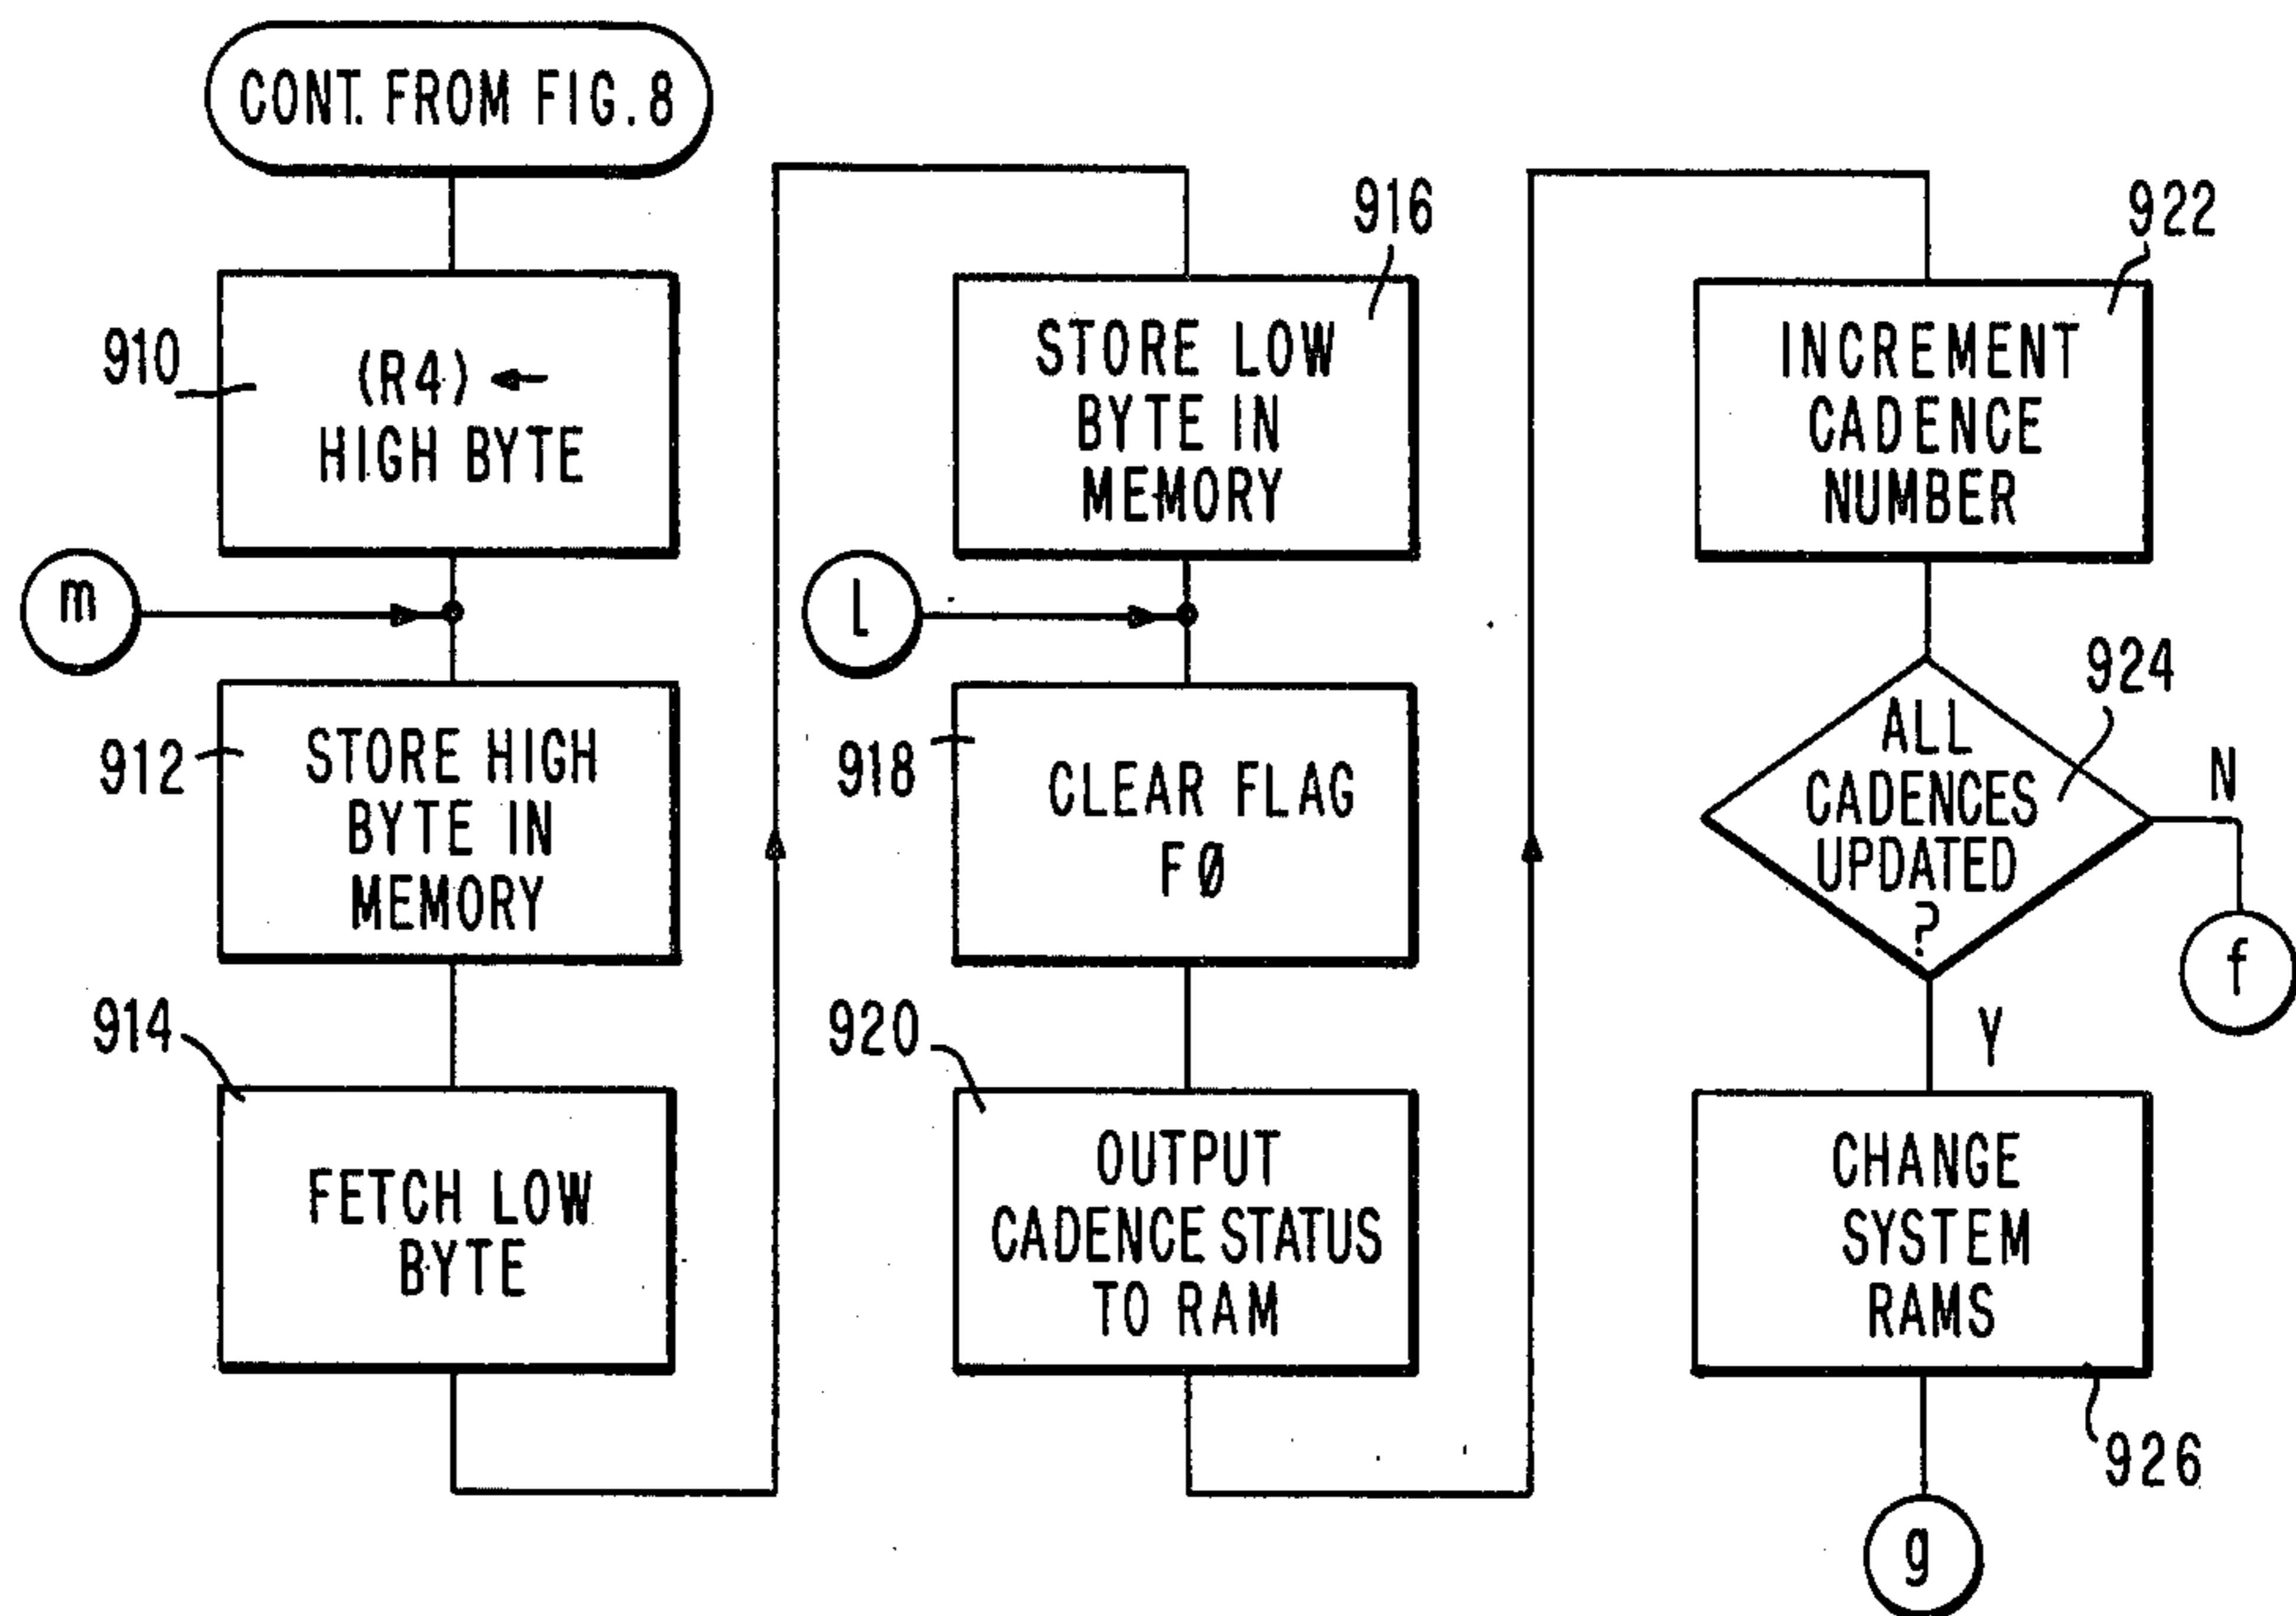 CONT. FROM FIG. 8
910
(R4) ←
HIGH BYTE
m
912
STORE HIGH
BYTE IN
MEMORY
914
FETCH LOW
BYTE
916
STORE LOW
BYTE IN
MEMORY
l
918
CLEAR FLAG
FØ
920
OUTPUT
CADENCE STATUS
TO RAM
922
INCREMENT
CADENCE
NUMBER
924
ALL
CADENCES
UPDATED
?
N
f
Y
CHANGE
SYSTEM
RAMS
926
g